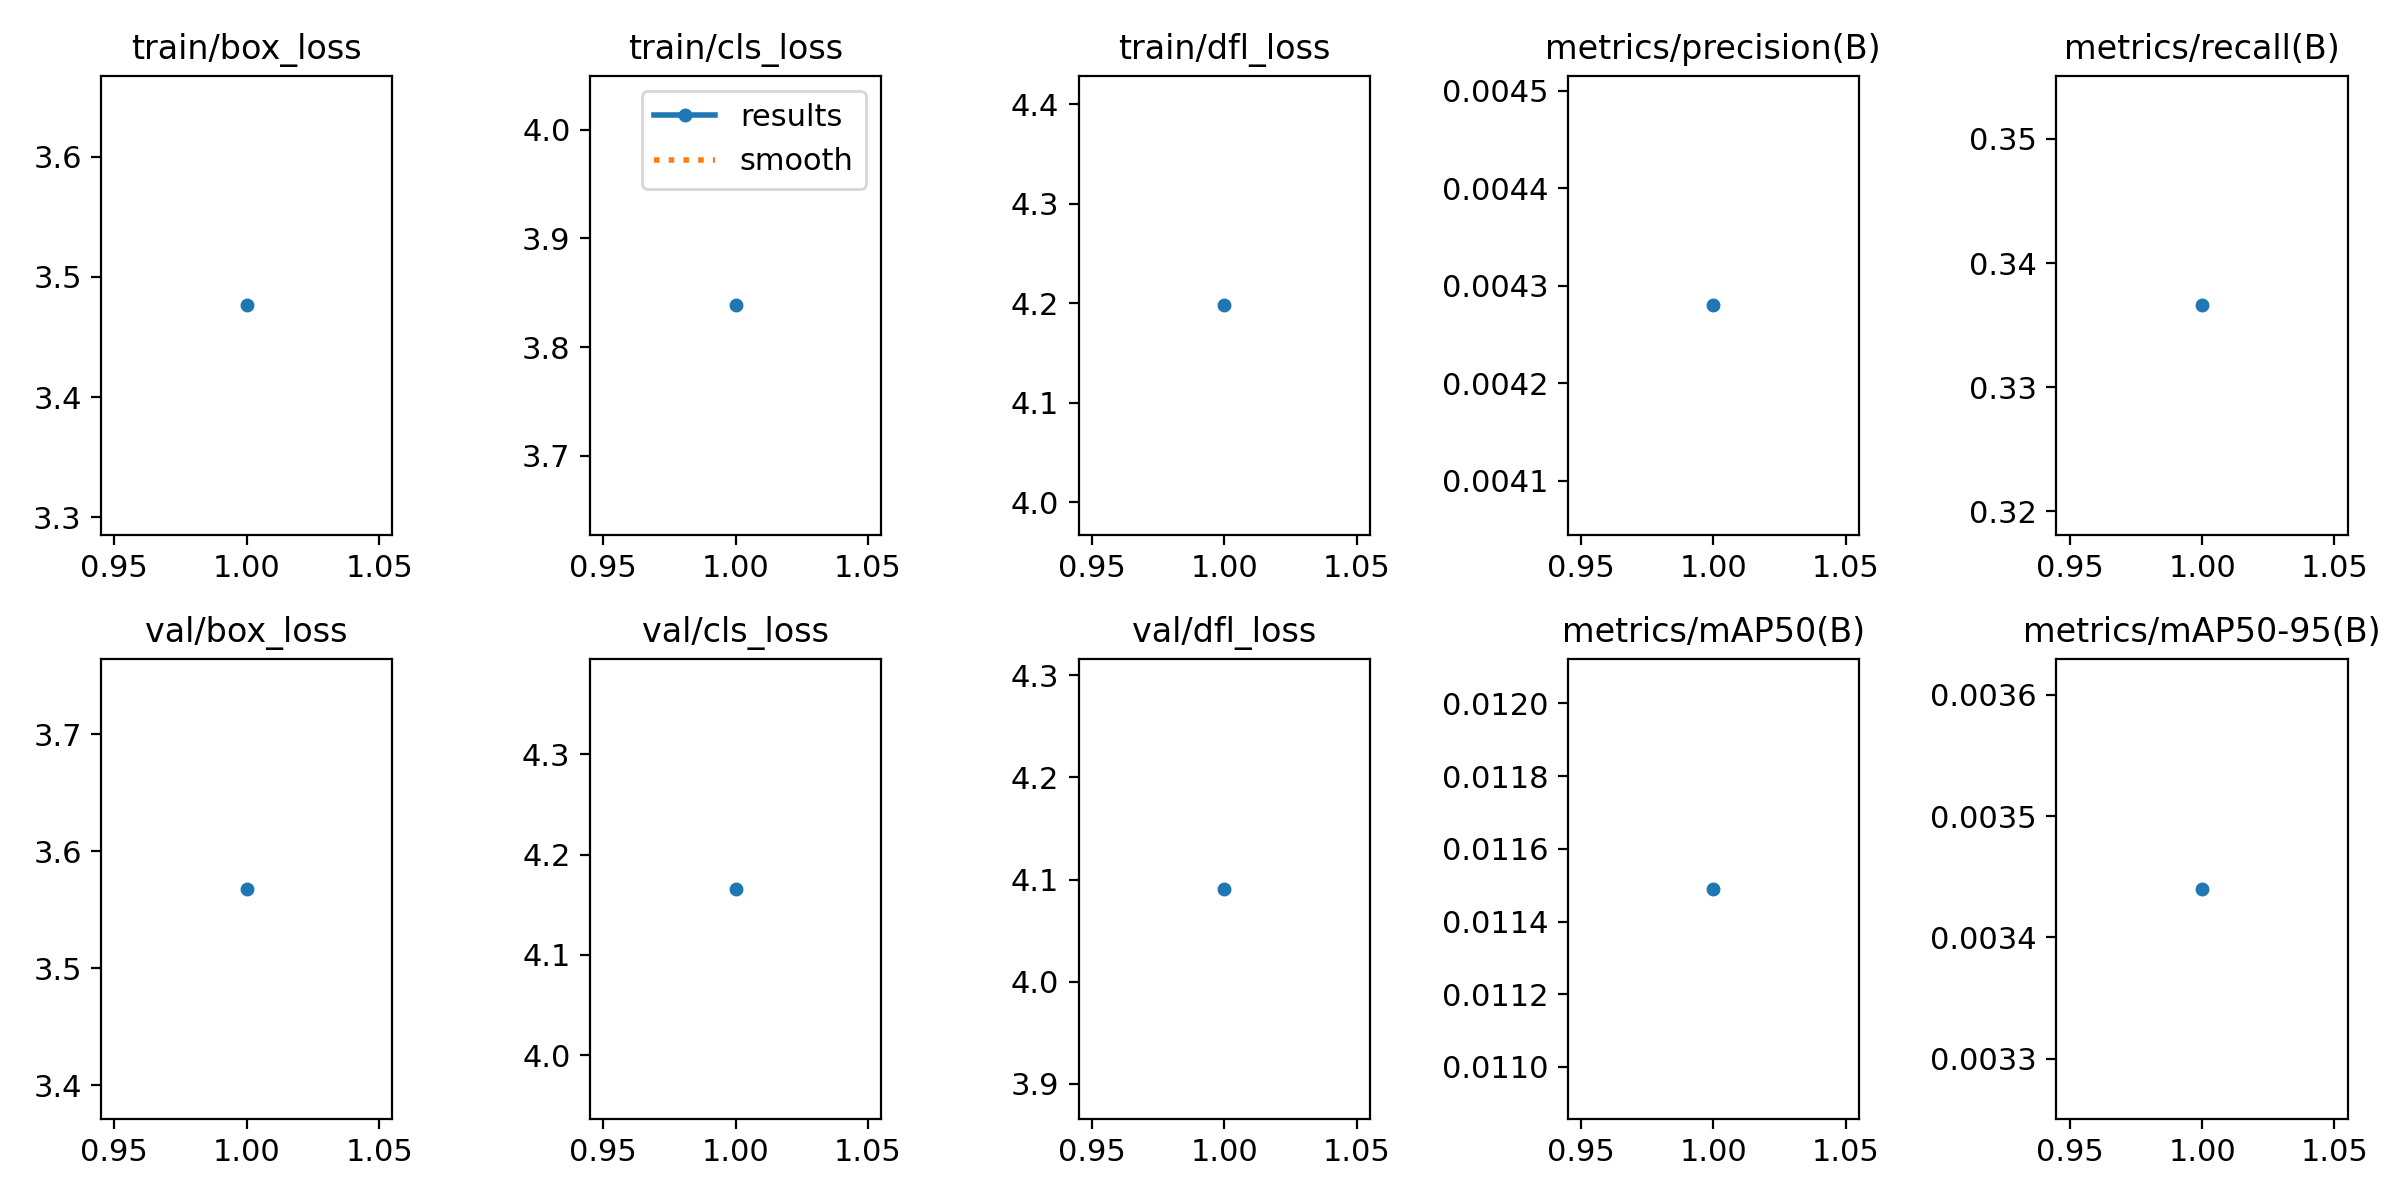 train/box_loss
3.6
3.5
3.4
3.3
0.95 1.00 1.05
train/cls_loss
results
smooth
4.0
3.9
3.8
3.7
0.95 1.00 1.05
train/dfl_loss
4.4
4.3
4.2
4.1
4.0
0.95 1.00 1.05
metrics/precision(B)
0.0045
0.0044
0.0043
0.0042
0.0041
0.95 1.00 1.05
metrics/recall(B)
0.35
0.34
0.33
0.32
0.95 1.00 1.05
val/box_loss
3.7
3.6
3.5
3.4
0.95 1.00 1.05
val/cls_loss
4.3
4.2
4.1
4.0
0.95 1.00 1.05
val/dfl_loss
4.3
4.2
4.1
4.0
3.9
0.95 1.00 1.05
metrics/mAP50(B)
0.0120
0.0118
0.0116
0.0114
0.0112
0.0110
0.95 1.00 1.05
metrics/mAP50-95(B)
0.0036
0.0035
0.0034
0.0033
0.95 1.00 1.05